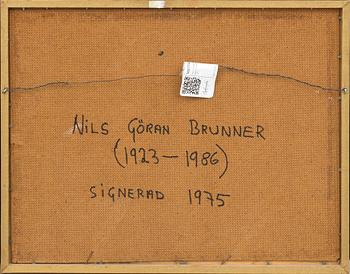 NILS GÖRAN BRUNNER
(1923 – 1986)
SIGNERAD 1975